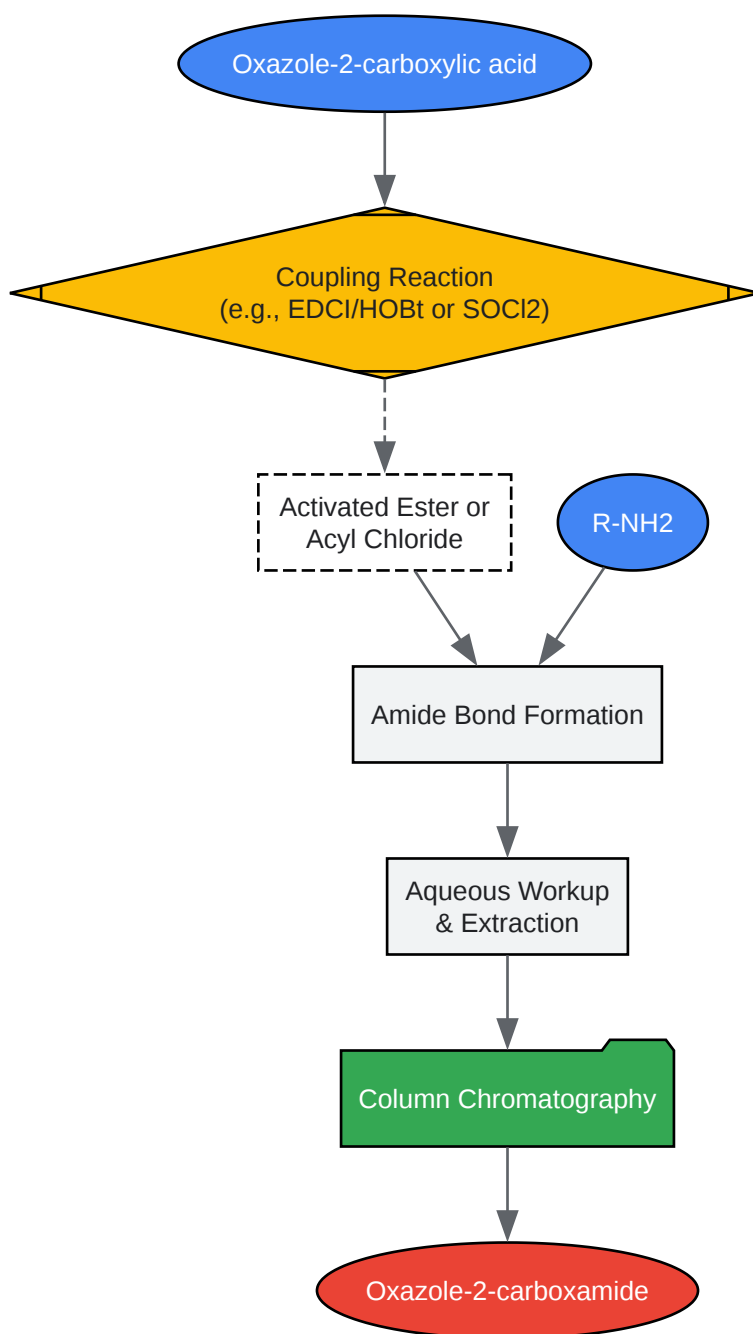 Oxazole-2-carboxylic acid
Coupling Reaction
(e.g., EDCI/HOBt or SOCl2)
Activated Ester or
Acyl Chloride
R-NH2
Amide Bond Formation
Aqueous Workup
& Extraction
Column Chromatography
Oxazole-2-carboxamide